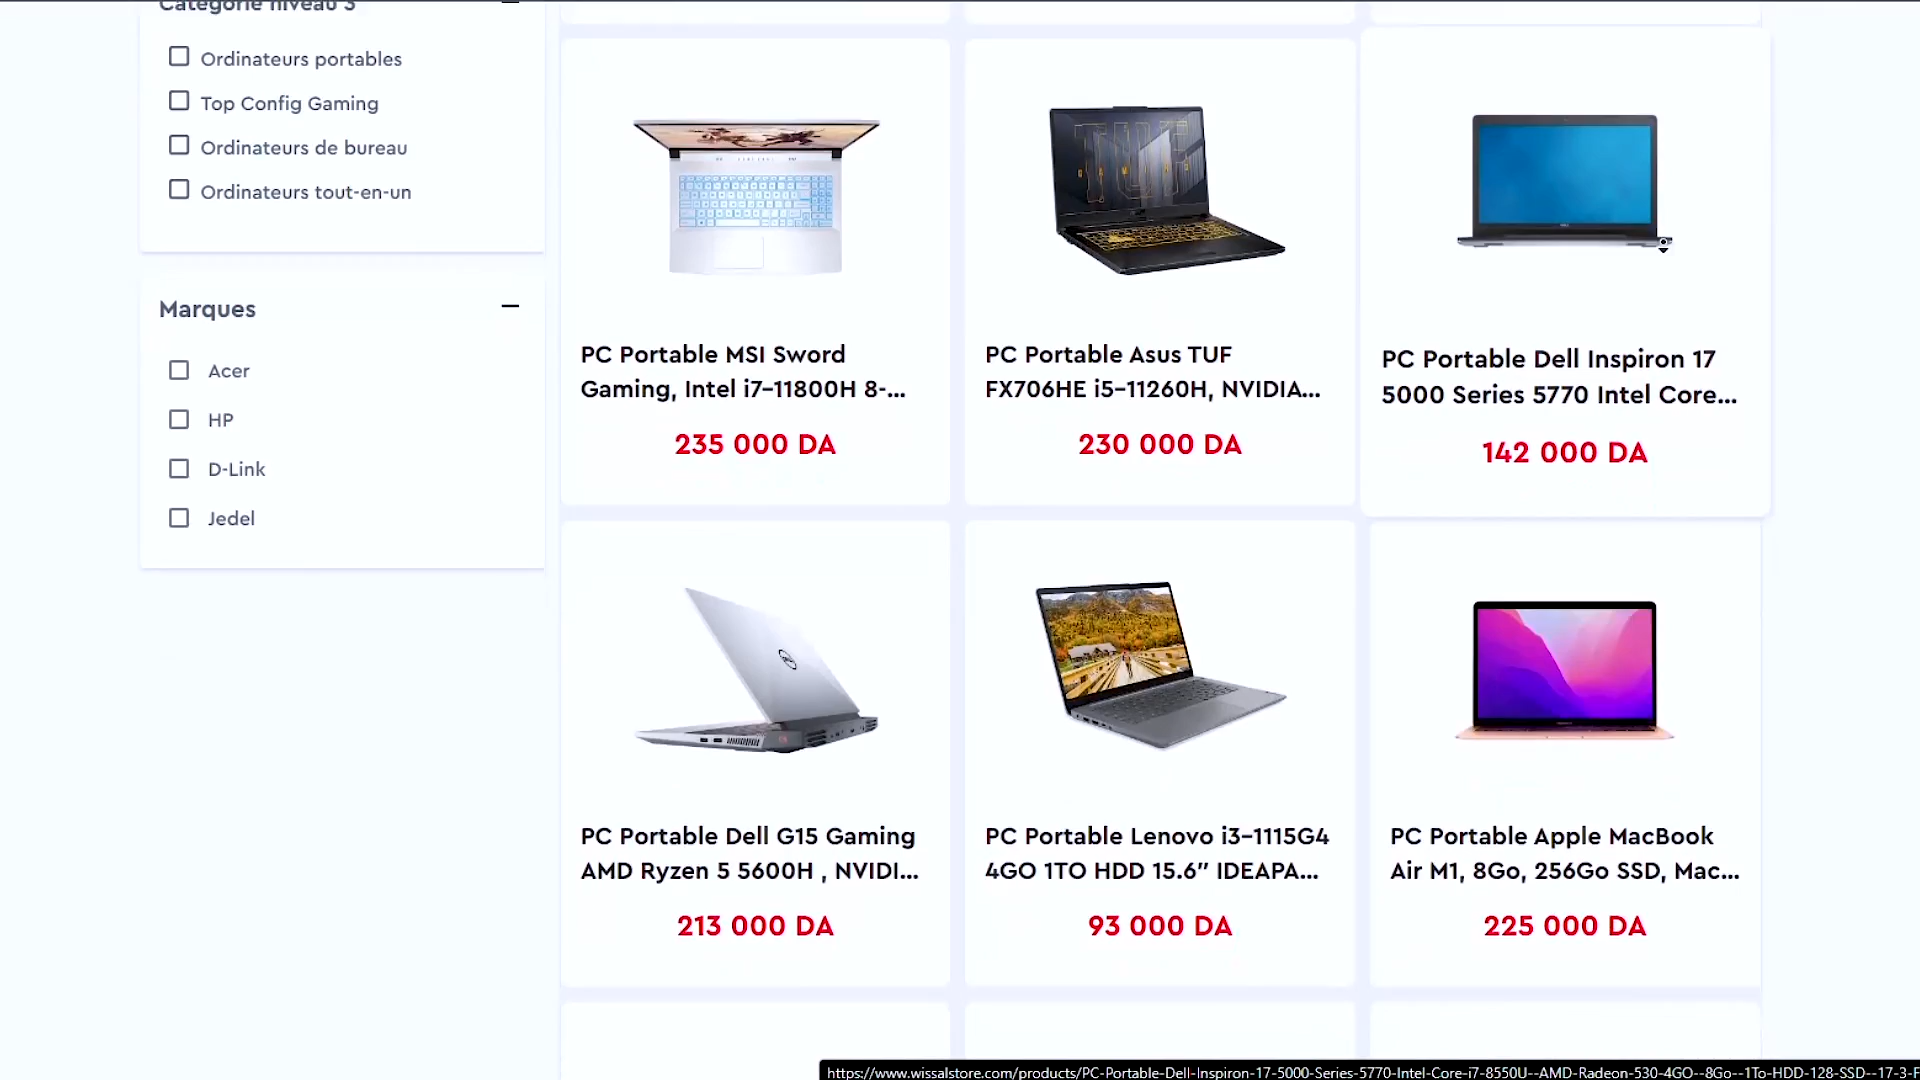 Catégorie niveau 3
Ordinateurs portables
Top Config Gaming
Ordinateurs de bureau
Ordinateurs tout-en-un
Marques
Acer
HP
D-Link
Jedel
PC Portable MSI Sword
Gaming, Intel i7-11800H 8-...
235 000 DA
PC Portable Asus TUF
FX706HE i5-11260H, NVIDIA...
230 000 DA
PC Portable Dell Inspiron 17
5000 Series 5770 Intel Core...
142 000 DA
PC Portable Dell G15 Gaming
AMD Ryzen 5 5600H , NVIDI...
213 000 DA
PC Portable Lenovo i3-1115G4
4GO 1TO HDD 15.6” IDEAPA...
93 000 DA
PC Portable Apple MacBook
Air M1, 8Go, 256Go SSD, Mac...
225 000 DA
https://www.wissalstore.com/products/PC-Portable-Dell-Inspiron-17-5000-Series-5770-Intel-Core-i7-8550U--AMD-Radeon-530-4GO--8Go--1To-HDD-128-SSD--17-3-F